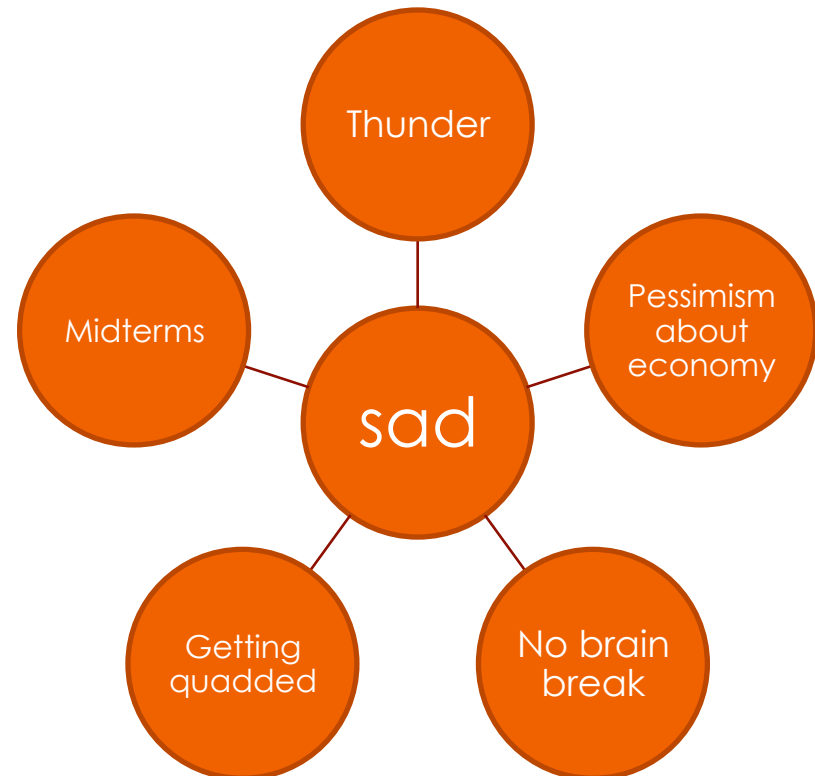 Thunder
Pessimism
about
economy
Midterms
sad
Getting
quadded
No brain
break